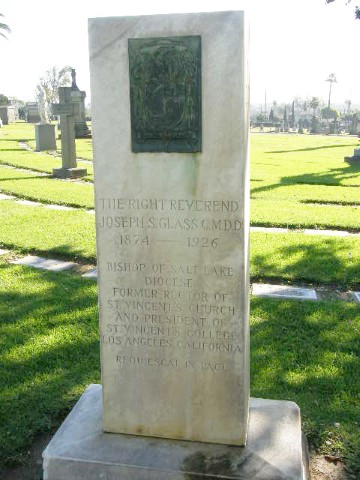 THE RIGHT REVEREND
JOSEPH S. GLASS C.M.D.D.
1874 — 1926
BISHOP OF SALT LAKE
DIOCESE
FORMER RECTOR OF
ST. VINCENT'S CHURCH
AND PRESIDENT OF
ST. VINCENT'S COLLEGE
LOS ANGELES, CALIFORNIA
REQUIESCAT IN PACE